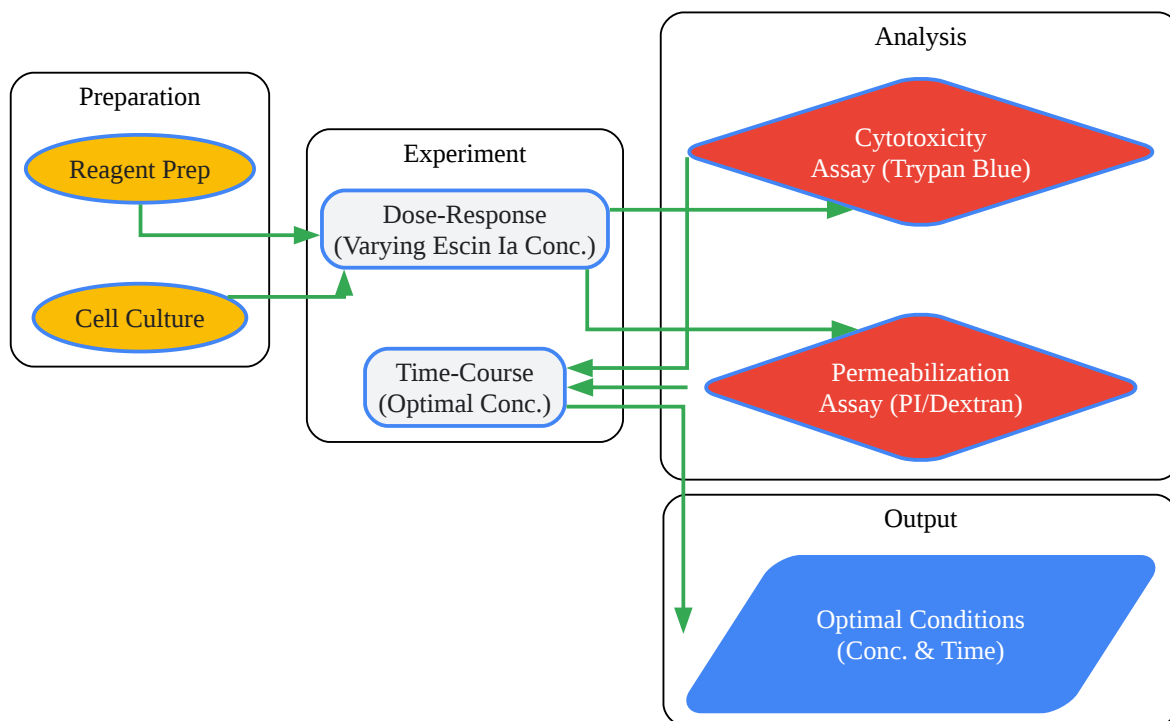 Preparation
Reagent Prep
Cell Culture
Experiment
Dose-Response
(Varying Escin Ia Conc.)
Time-Course
(Optimal Conc.)
Analysis
Cytotoxicity
Assay (Trypan Blue)
Permeabilization
Assay (PI/Dextran)
Output
Optimal Conditions
(Conc. & Time)